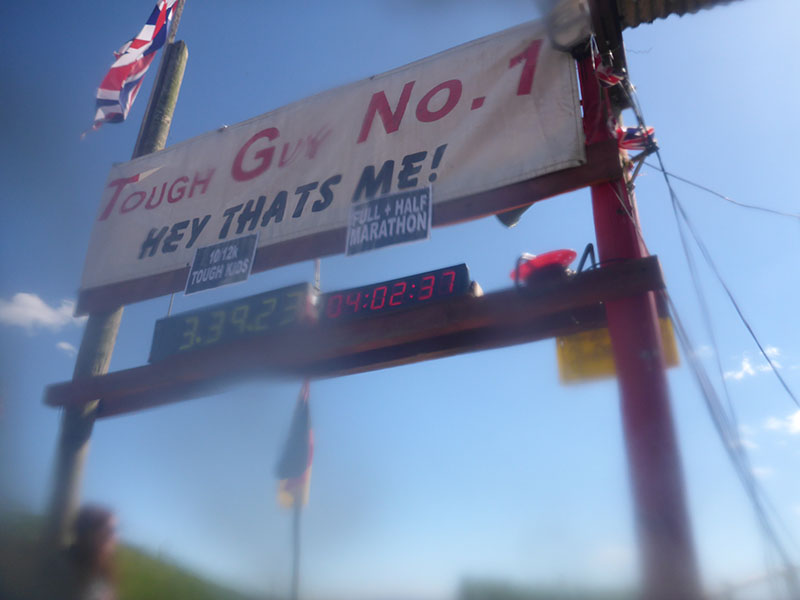 TOUGH GUY NO. 1
HEY THATS ME!
10/12k
TOUGH KIDS
FULL + HALF
MARATHON
3.39.23
04:02:37